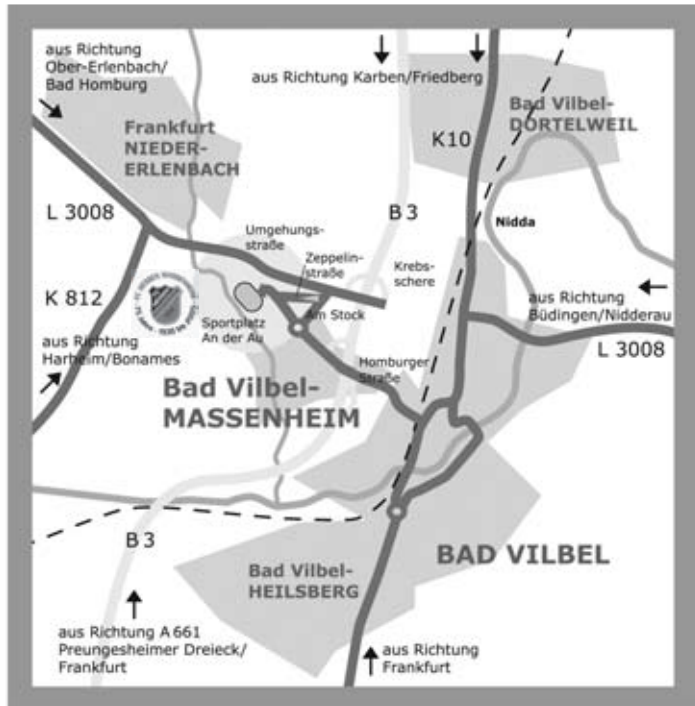 aus Richtung
Ober-Erlenbach/
Bad Homburg
aus Richtung Karben/Friedberg
Bad Vilbel-
DORTELWEIL
Frankfurt
NIEDER-
ERLENBACH
K10
L 3008
B 3
Nidda
Umgehungs-
straße
Zeppelin-
straße
Krebs-
schere
K 812
Sportplatz
An der Au
Am Stock
aus Richtung
Büdingen/Nidderau
L 3008
aus Richtung
Harheim/Bonames
Homburger
Straße
Bad Vilbel-
MASSENHEIM
B 3
BAD VILBEL
Bad Vilbel-
HEILSBERG
aus Richtung A 661
Preungesheimer Dreieck/
Frankfurt
aus Richtung
Frankfurt